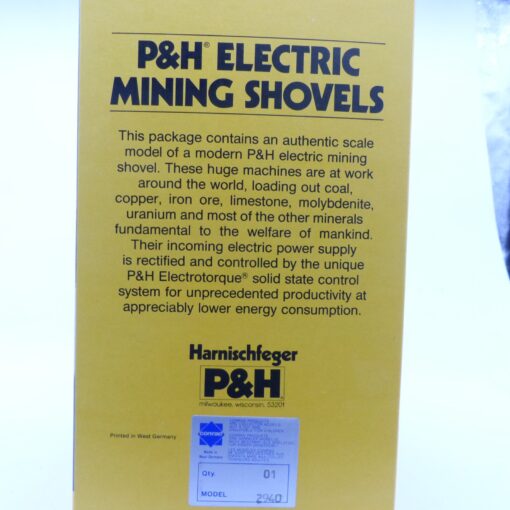 P&H® ELECTRIC
MINING SHOVELS
This package contains an authentic scale
model of a modern P&H electric mining
shovel. These huge machines are at work
around the world, loading out coal,
copper, iron ore, limestone, molybdenite,
uranium and most of the other minerals
fundamental to the welfare of mankind.
Their incoming electric power supply
is rectified and controlled by the unique
P&H Electrotorque® solid state control
system for unprecedented productivity at
appreciably lower energy consumption.
Harnischfeger
P&H®
milwaukee, wisconsin, 53201
Printed in West Germany
conrad
Made in
West Germany
Qty. 01
MODEL 2940